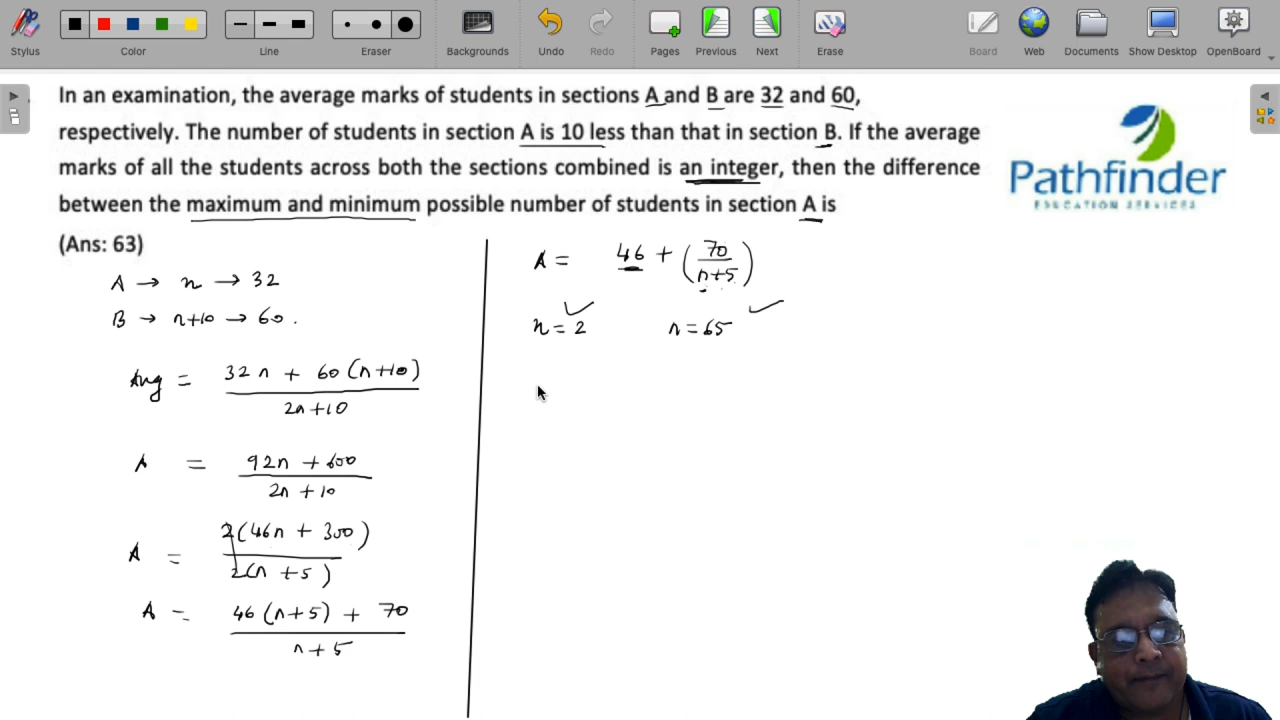 Stylus Color Line Eraser Backgrounds Undo Redo Pages Previous Next Erase Board Web Documents Show Desktop OpenBoard
In an examination, the average marks of students in sections A and B are 32 and 60,
respectively. The number of students in section A is 10 less than that in section B. If the average
marks of all the students across both the sections combined is an integer, then the difference
between the maximum and minimum possible number of students in section A is
(Ans: 63)
Pathfinder
EDUCATION SERVICES
A → n → 32
B → n+10 → 60.
Avg = 32n + 60(n+10)
2n+10
A = 92n + 600
2n + 10
A = 2(46n + 300)
2(n + 5)
A = 46(n+5) + 70
n+5
A = 46 + (70
n+5)
n = 2 ✓ n = 65 ✓